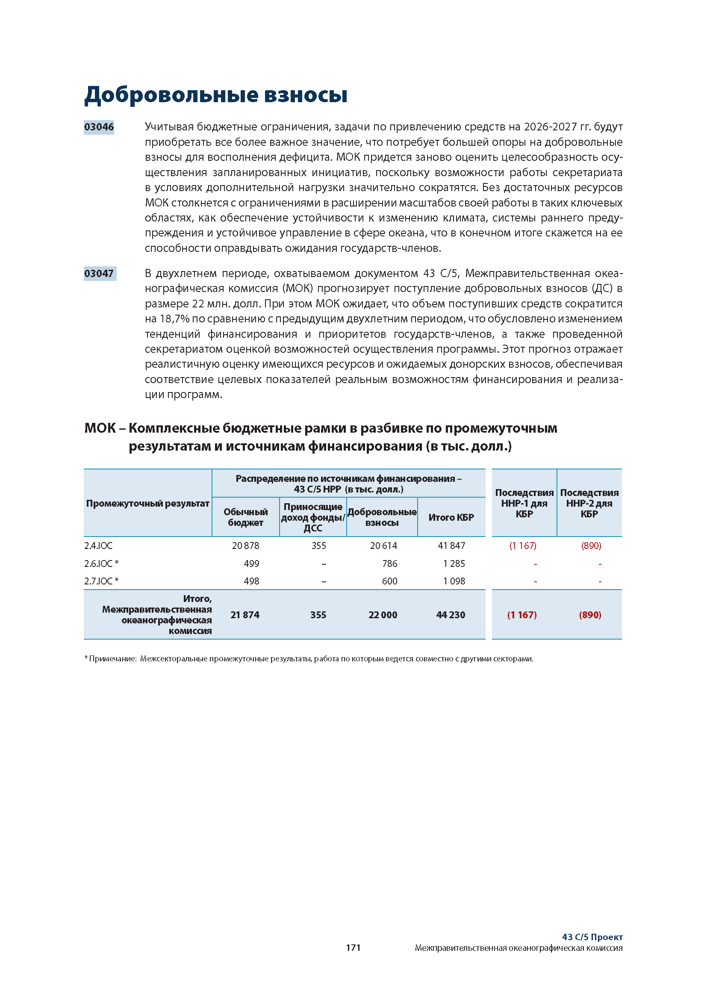 Добровольные взносы
03046 Учитывая бюджетные ограничения, задачи по привлечению средств на 2026-2027 гг. будут
приобретать все более важное значение, что потребует большей опоры на добровольные
взносы для восполнения дефицита. МОК придется заново оценить целесообразность осу-
ществления запланированных инициатив, поскольку возможности работы секретариата
в условиях дополнительной нагрузки значительно сократятся. Без достаточных ресурсов
МОК столкнется с ограничениями в расширении масштабов своей работы в таких ключевых
областях, как обеспечение устойчивости к изменению климата, системы раннего преду-
преждения и устойчивое управление в сфере океана, что в конечном итоге скажется на ее
способности оправдывать ожидания государств-членов.
03047 В двухлетнем периоде, охватываемом документом 43 C/5, Межправительственная океа-
нографическая комиссия (МОК) прогнозирует поступление добровольных взносов (ДС) в
размере 22 млн. долл. При этом МОК ожидает, что объем поступивших средств сократится
на 18,7% по сравнению с предыдущим двухлетним периодом, что обусловлено изменением
тенденций финансирования и приоритетов государств-членов, а также проведенной
секретариатом оценкой возможностей осуществления программы. Этот прогноз отражает
реалистичную оценку имеющихся ресурсов и ожидаемых донорских взносов, обеспечивая
соответствие целевых показателей реальным возможностям финансирования и реализа-
ции программ.
МОК – Комплексные бюджетные рамки в разбивке по промежуточным
результатам и источникам финансирования (в тыс. долл.)
Промежуточный результат
Распределение по источникам финансирования –
43 C/5 НРР (в тыс. долл.)
Обычный
бюджет
Приносящие
доход фонды/
ДСС
Добровольные
взносы
Итого КБР
Последствия
ННР-1 для
КБР
Последствия
ННР-2 для
КБР
2.4.IOC 20 878 355 20 614 41 847 (1 167) (890)
2.6.IOC * 499 – 786 1 285 - -
2.7.IOC * 498 – 600 1 098 - -
Итого,
Межправительственная
океанографическая
комиссия
21 874 355 22 000 44 230 (1 167) (890)
* Примечание: Межсекторальные промежуточные результаты, работа по которым ведется совместно с другими секторами.
43 C/5 Проект
171 Межправительственная океанографическая комиссия